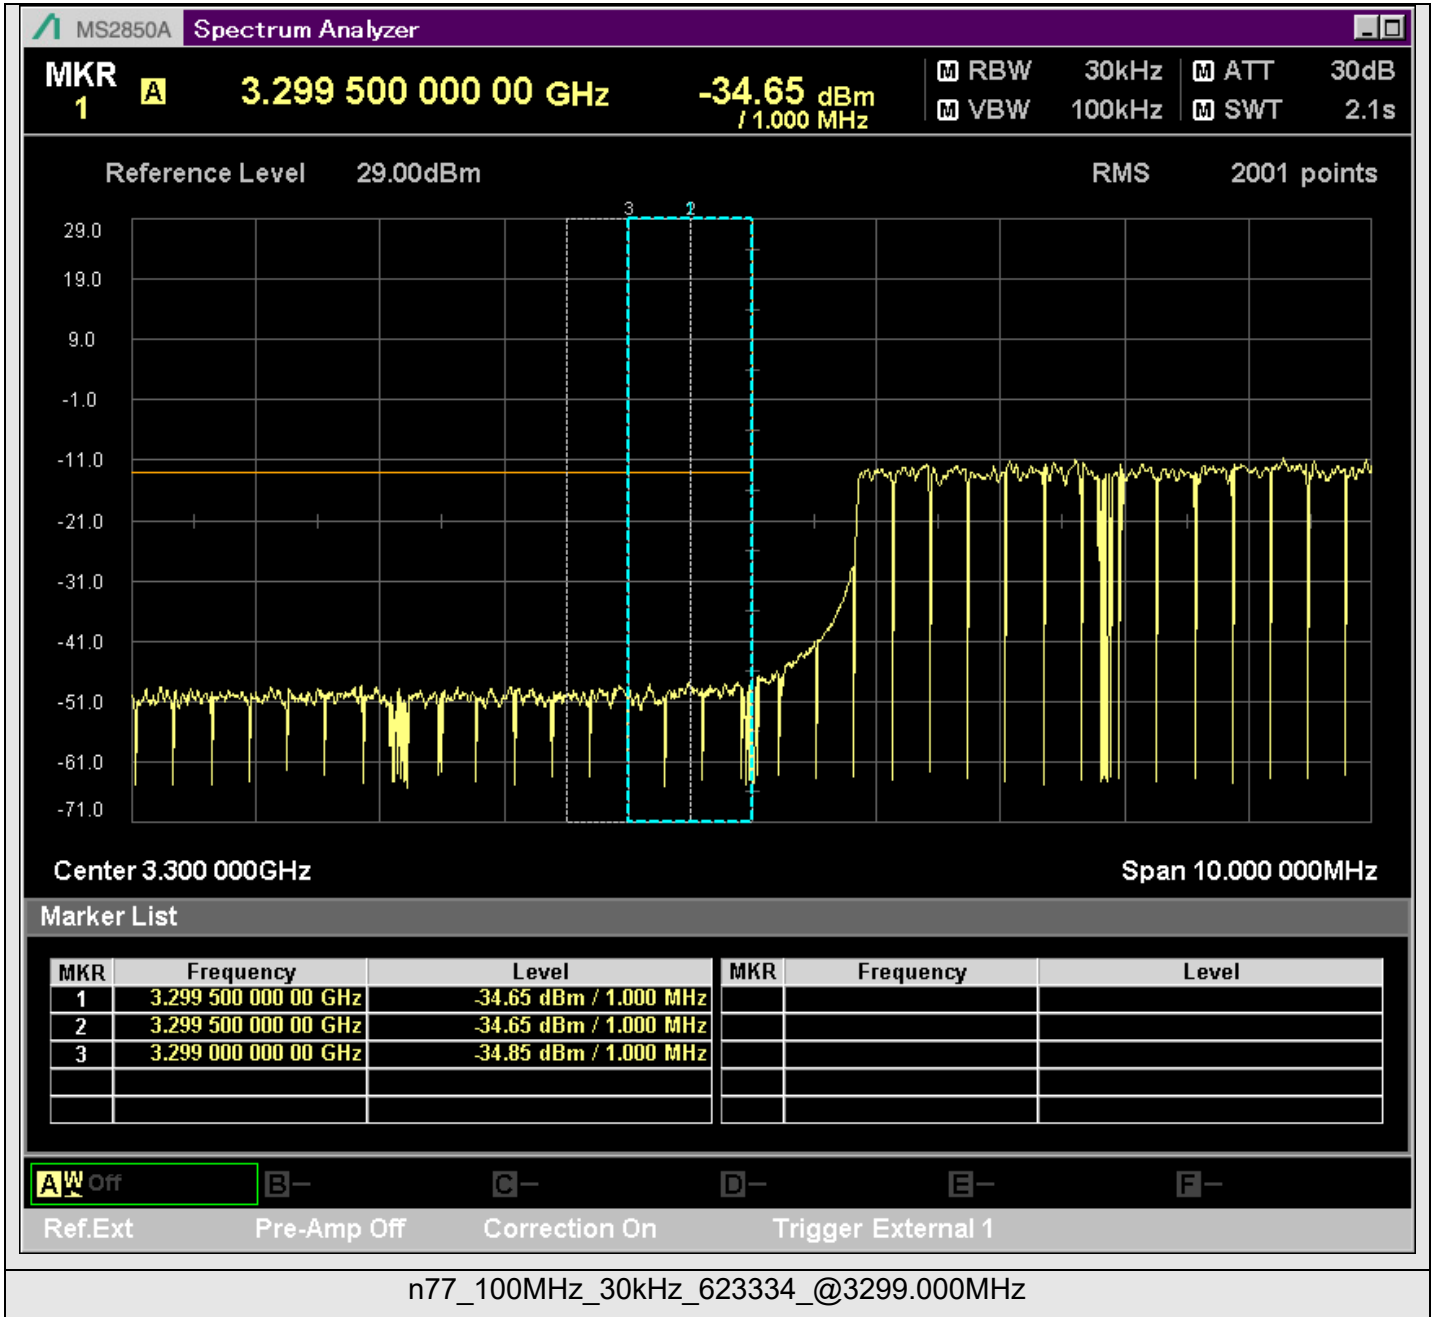 MS2850A Spectrum Analyzer
MKR 1 A 3.299 500 000 00 GHz -34.65 dBm / 1.000 MHz
M RBW 30kHz M ATT 30dB
M VBW 100kHz M SWT 2.1s
Reference Level 29.00dBm RMS 2001 points
3 2
29.0
19.0
9.0
-1.0
-11.0
-21.0
-31.0
-41.0
-51.0
-61.0
-71.0
Center 3.300 000GHz Span 10.000 000MHz
Marker List
MKR Frequency Level MKR Frequency Level
1 3.299 500 000 00 GHz -34.65 dBm / 1.000 MHz
2 3.299 500 000 00 GHz -34.65 dBm / 1.000 MHz
3 3.299 000 000 00 GHz -34.85 dBm / 1.000 MHz
A W Off B - C - D - E - F -
Ref.Ext Pre-Amp Off Correction On Trigger External 1
n77_100MHz_30kHz_623334_@3299.000MHz